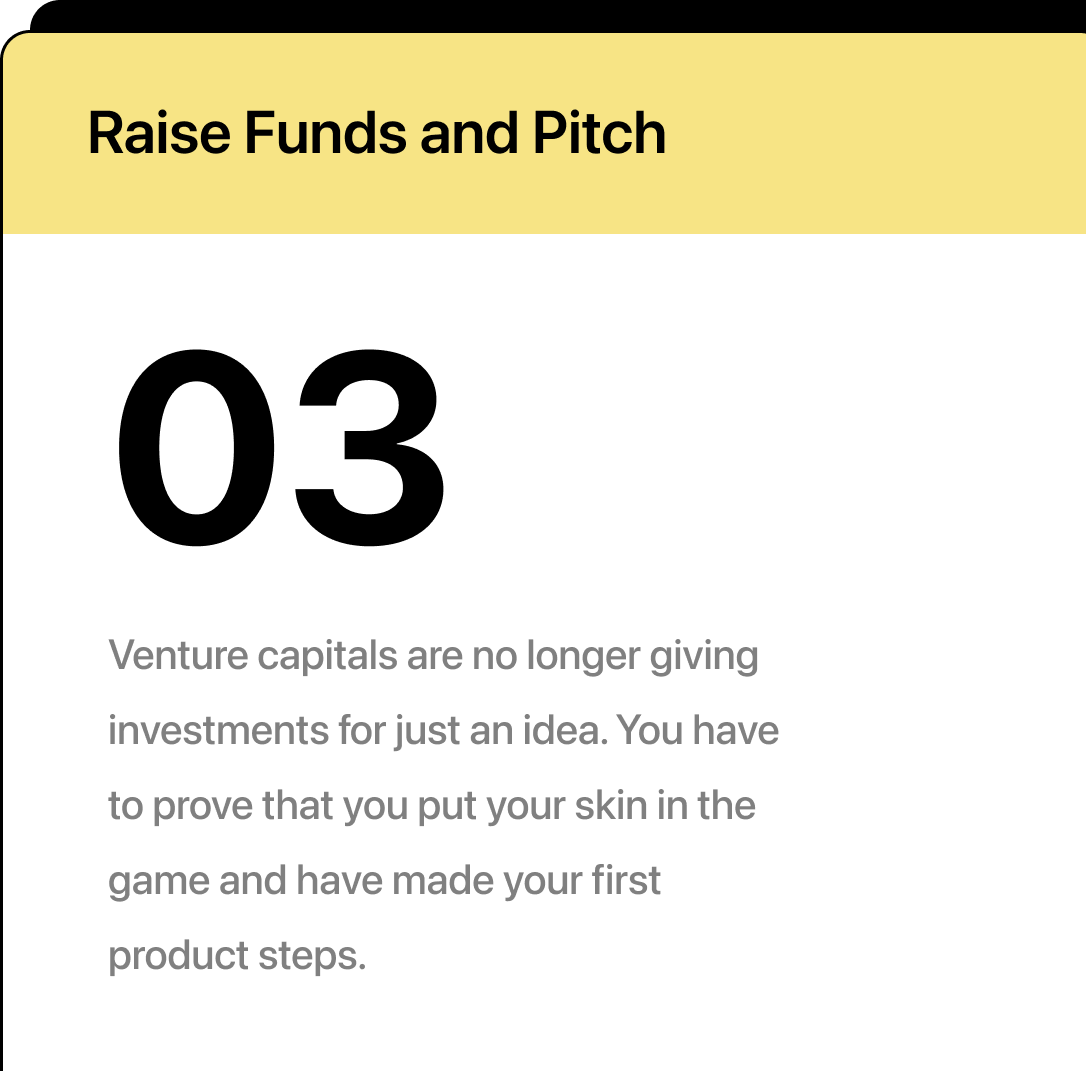 Raise Funds and Pitch
03
Venture capitals are no longer giving
investments for just an idea. You have
to prove that you put your skin in the
game and have made your first
product steps.